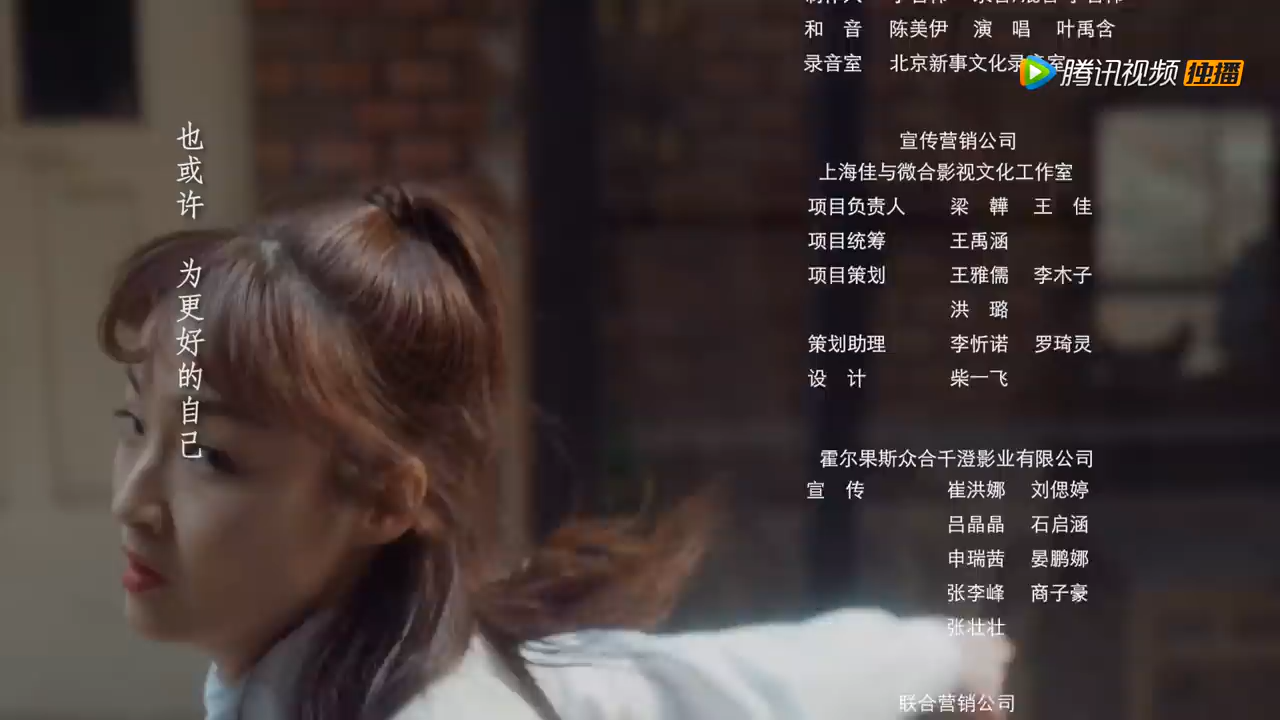 和 音 陈美伊 演 唱 叶禹含
录音室 北京新事文化录音室
腾讯视频 独播
也或许 为更好的自己
宣传营销公司
上海佳与微合影视文化工作室
项目负责人 梁 韡 王 佳
项目统筹 王禹涵
项目策划 王雅儒 李木子
洪 璐
策划助理 李忻诺 罗琦灵
设 计 柴一飞
霍尔果斯众合千澄影业有限公司
宣 传 崔洪娜 刘偲婷
吕晶晶 石启涵
申瑞茜 晏鹏娜
张李峰 商子豪
张壮壮
联合营销公司